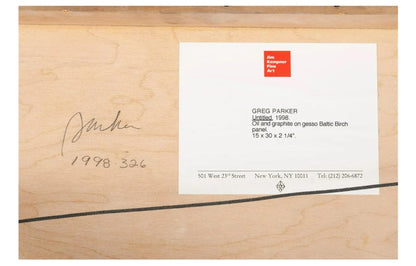 Jim
Kempner
Fine
Art
GREG PARKER
Untitled, 1998.
Oil and graphite on gesso Baltic Birch
panel.
15 x 30 x 2 1/4".
501 West 23rd Street New York, NY 10011 Tel: (212) 206-6872
Parker
1998-326